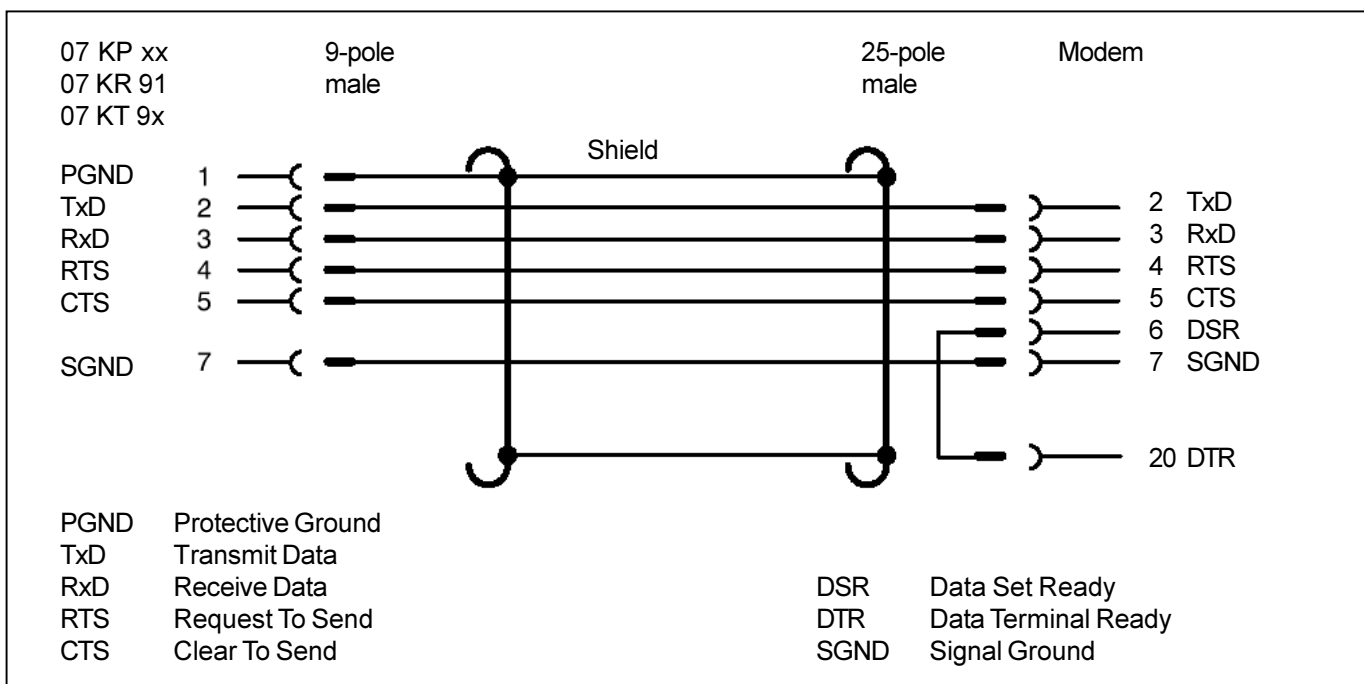 07 KP xx 9-pole 25-pole Modem
07 KR 91 male male
07 KT 9x
Shield
PGND 1
TxD 2 2 TxD
RxD 3 3 RxD
RTS 4 4 RTS
CTS 5 5 CTS
6 DSR
SGND 7 7 SGND
20 DTR
PGND Protective Ground
TxD Transmit Data
RxD Receive Data DSR Data Set Ready
RTS Request To Send DTR Data Terminal Ready
CTS Clear To Send SGND Signal Ground